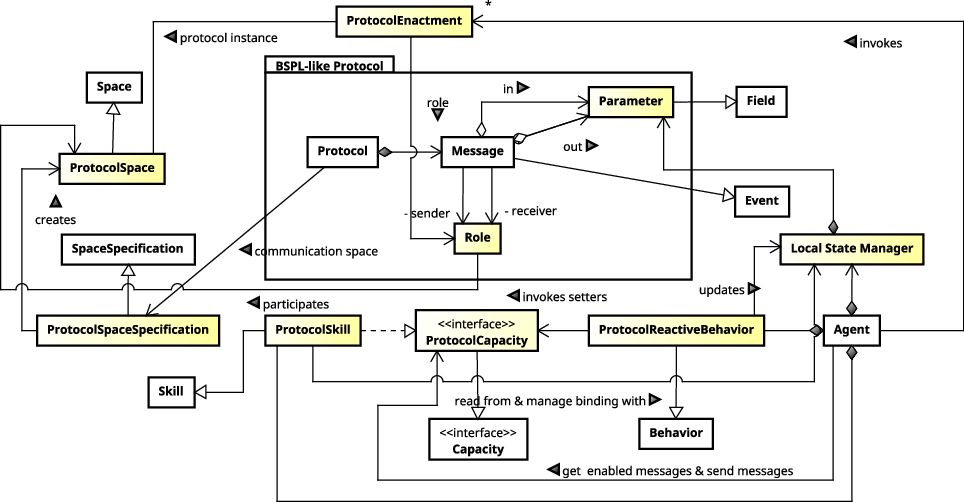 *
ProtocolEnactment
protocol instance
invokes
BSPL-like Protocol
Space
in
role
Parameter
Field
out
Protocol
Message
ProtocolSpace
Event
creates
- sender
- receiver
Role
SpaceSpecification
communication space
Local State Manager
updates
participates
invokes setters
ProtocolSpaceSpecification
ProtocolSkill
<<interface>>
ProtocolCapacity
ProtocolReactiveBehavior
Agent
Skill
read from & manage binding with
<<interface>>
Capacity
Behavior
get enabled messages & send messages